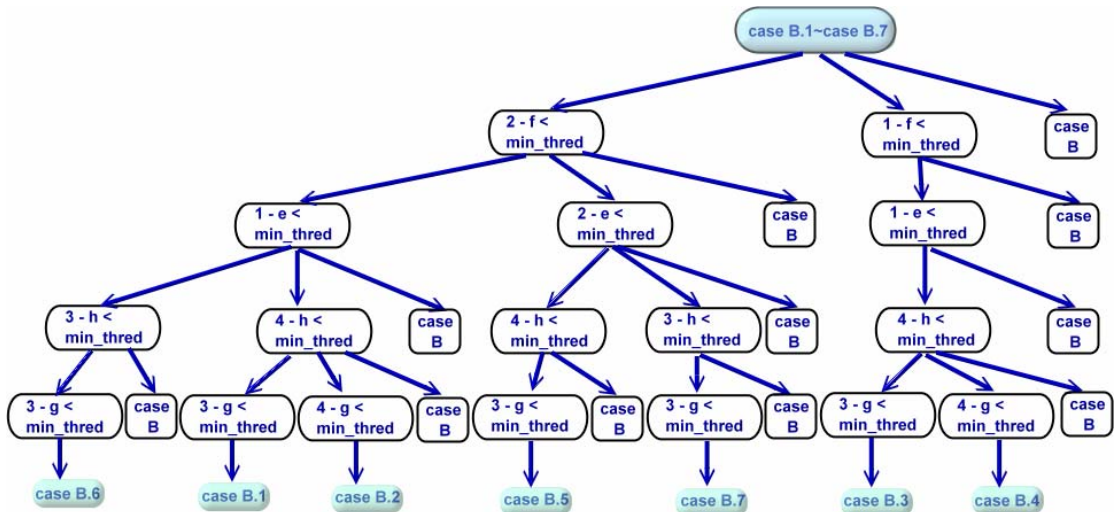 case B.1~case B.7
2 - f <
min_thred
1 - f <
min_thred
case
B
1 - e <
min_thred
2 - e <
min_thred
case
B
1 - e <
min_thred
case
B
3 - h <
min_thred
4 - h <
min_thred
case
B
4 - h <
min_thred
3 - h <
min_thred
case
B
4 - h <
min_thred
case
B
3 - g <
min_thred
case
B
3 - g <
min_thred
4 - g <
min_thred
case
B
3 - g <
min_thred
case
B
3 - g <
min_thred
case
B
3 - g <
min_thred
4 - g <
min_thred
case
B
case B.6
case B.1
case B.2
case B.5
case B.7
case B.3
case B.4